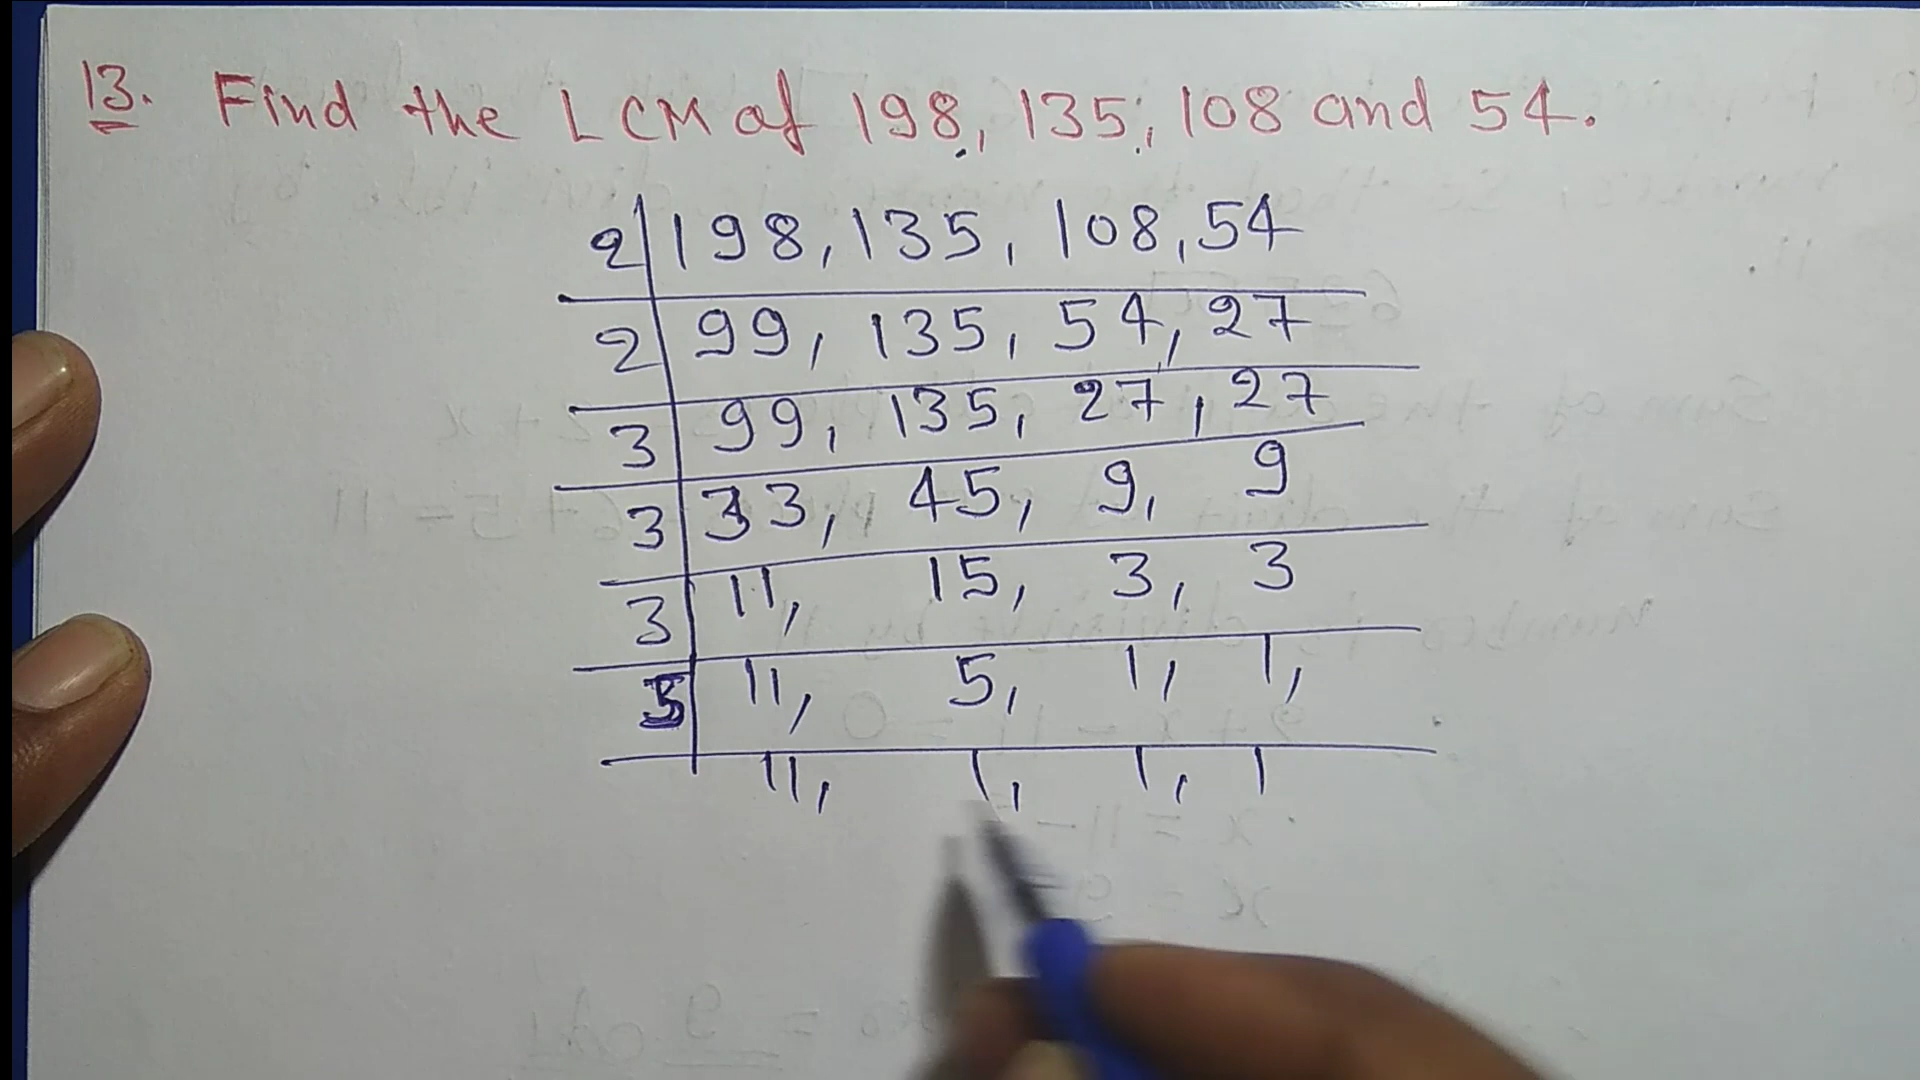 13. Find the LCM of 198, 135, 108 and 54.
2 198, 135, 108, 54
2 99, 135, 54, 27
3 99, 135, 27, 27
3 33, 45, 9, 9
3 11, 15, 3, 3
5 11, 5, 1, 1,
11, 1, 1, 1